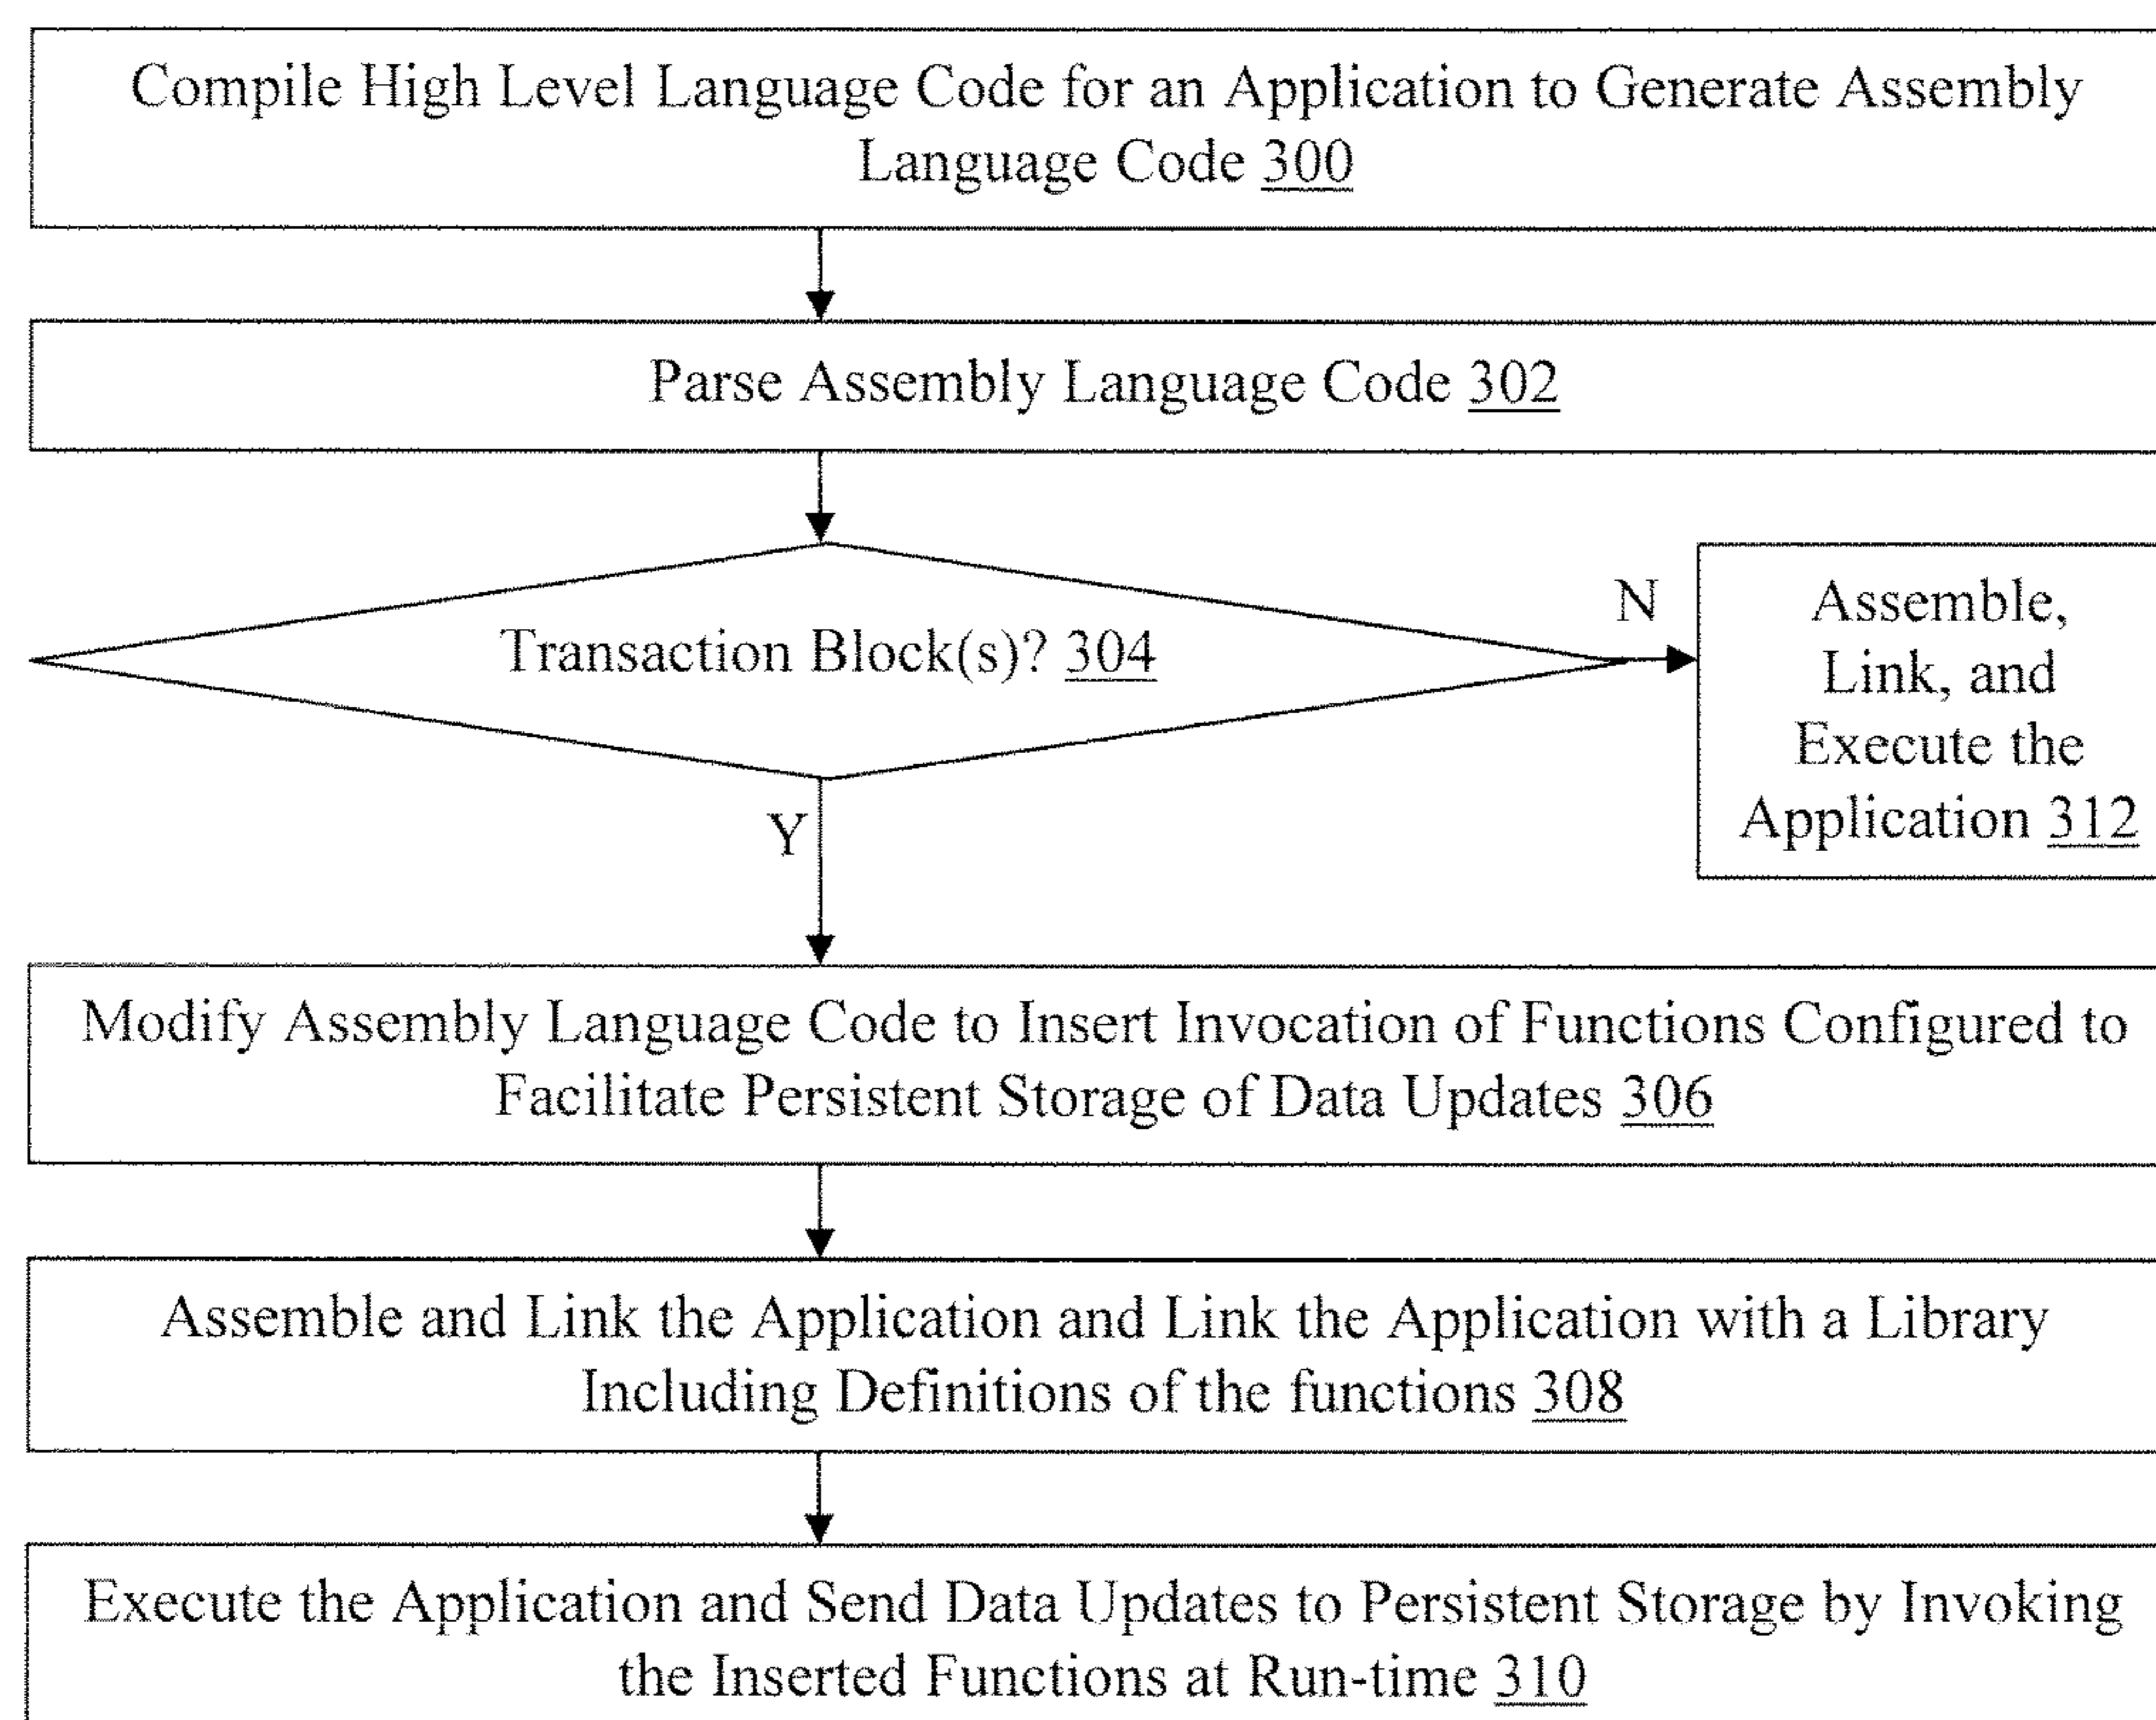 Compile High Level Language Code for an Application to Generate Assembly
Language Code 300
Parse Assembly Language Code 302
Transaction Block(s)? 304
N
Assemble,
Link, and
Execute the
Application 312
Y
Modify Assembly Language Code to Insert Invocation of Functions Configured to
Facilitate Persistent Storage of Data Updates 306
Assemble and Link the Application and Link the Application with a Library
Including Definitions of the functions 308
Execute the Application and Send Data Updates to Persistent Storage by Invoking
the Inserted Functions at Run-time 310